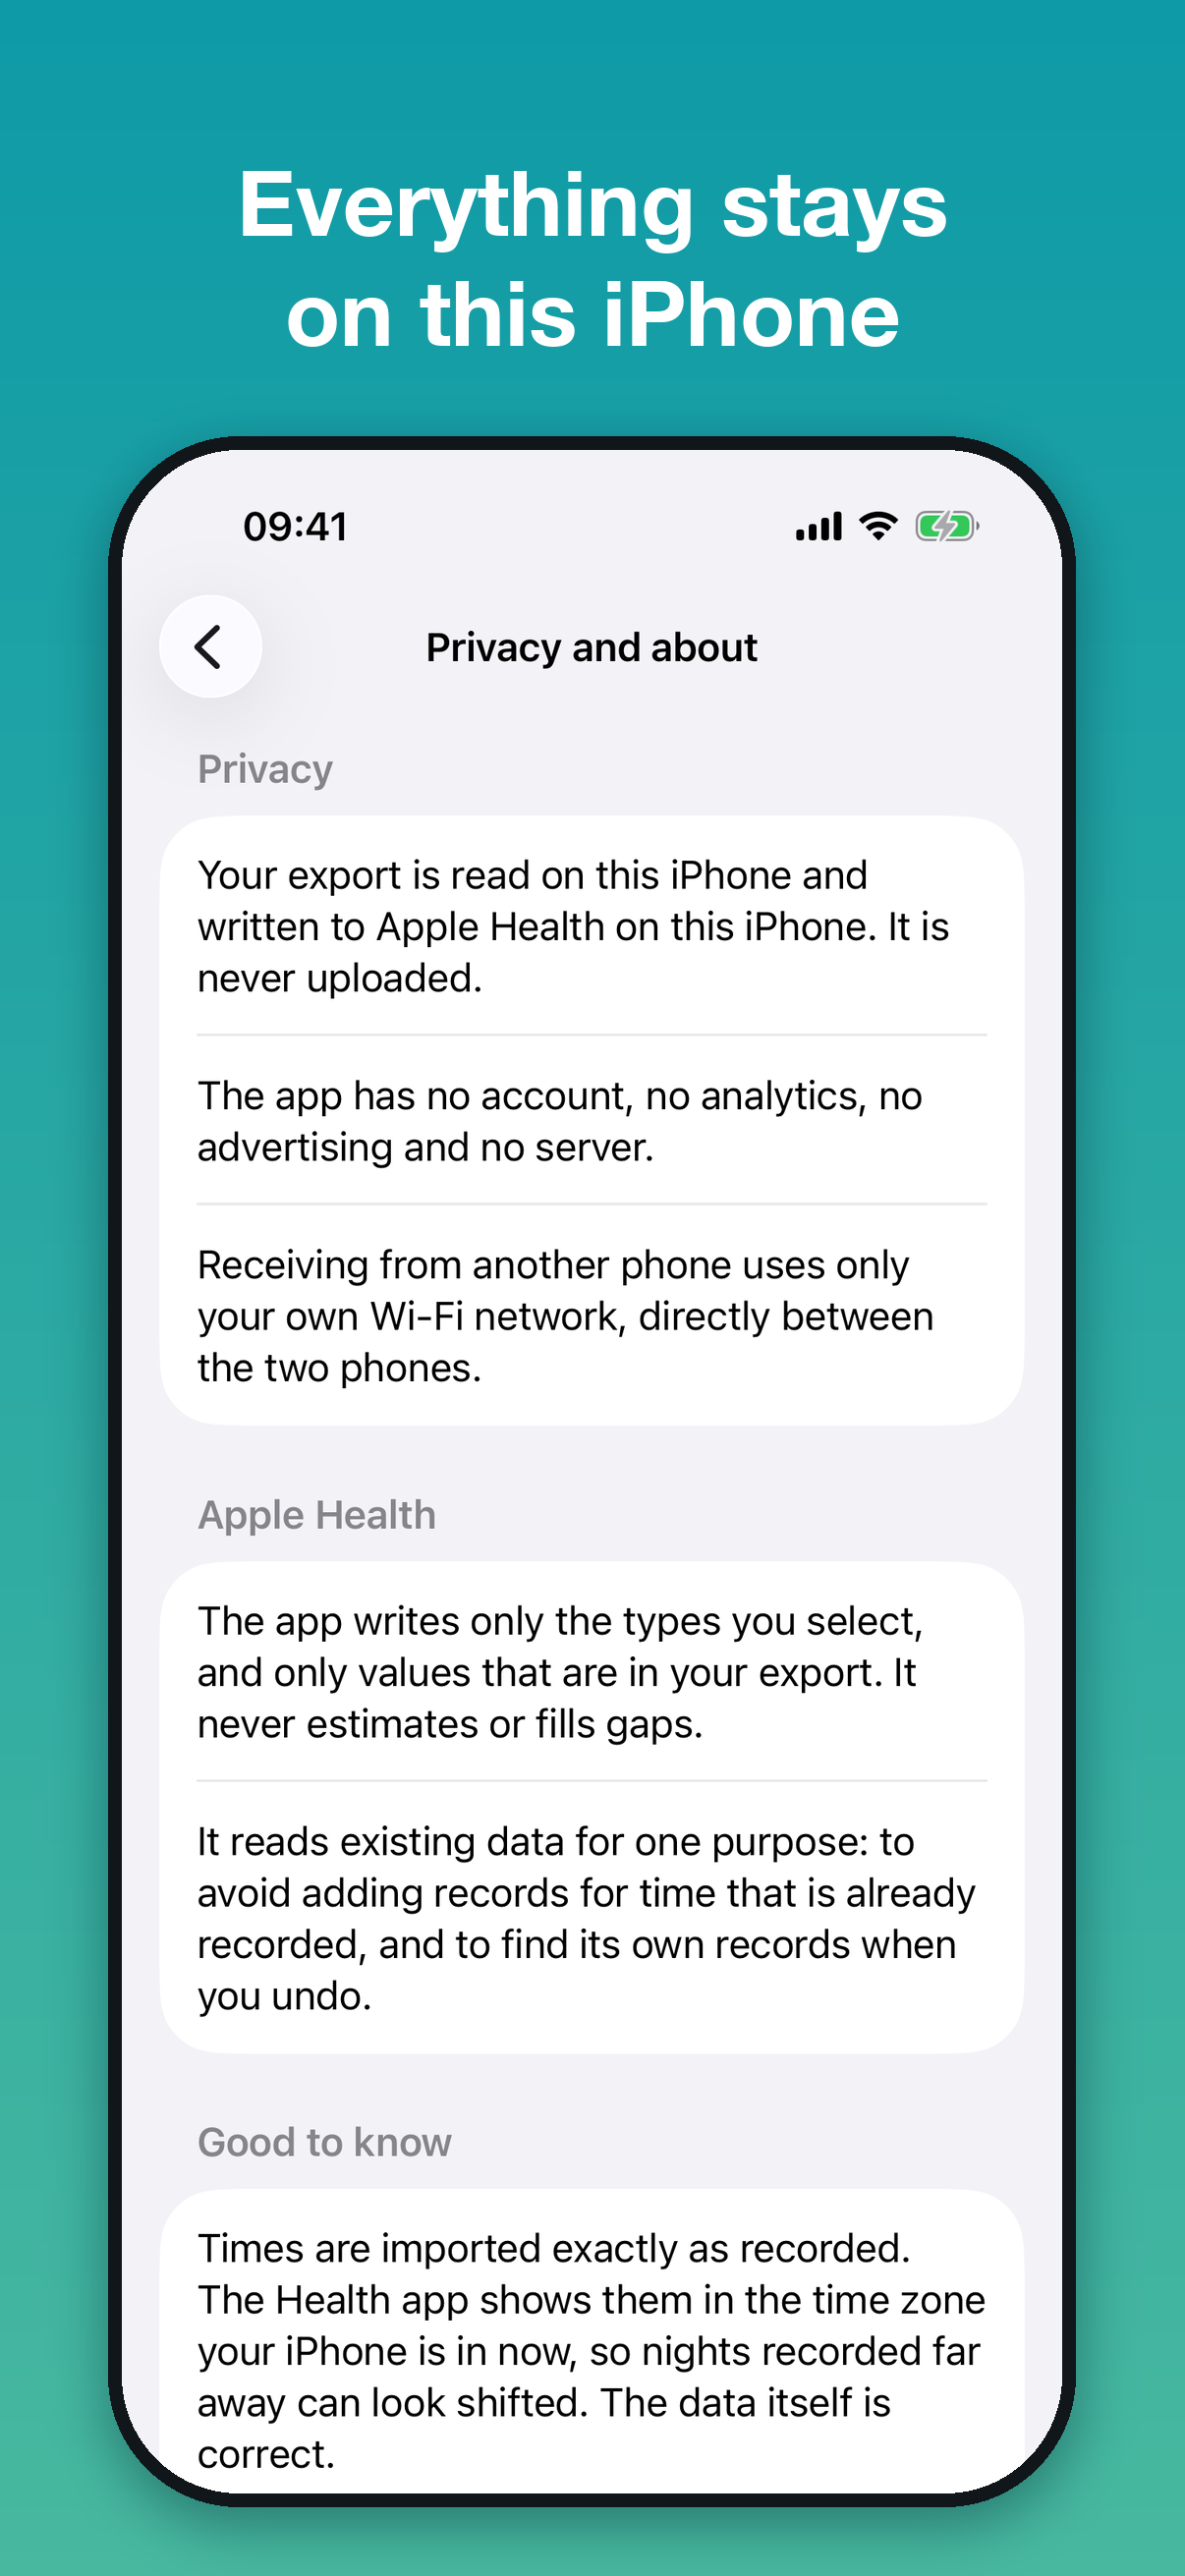 Everything stays
on this iPhone
09:41
Privacy and about
Privacy
Your export is read on this iPhone and
written to Apple Health on this iPhone. It is
never uploaded.
The app has no account, no analytics, no
advertising and no server.
Receiving from another phone uses only
your own Wi-Fi network, directly between
the two phones.
Apple Health
The app writes only the types you select,
and only values that are in your export. It
never estimates or fills gaps.
It reads existing data for one purpose: to
avoid adding records for time that is already
recorded, and to find its own records when
you undo.
Good to know
Times are imported exactly as recorded.
The Health app shows them in the time zone
your iPhone is in now, so nights recorded far
away can look shifted. The data itself is
correct.